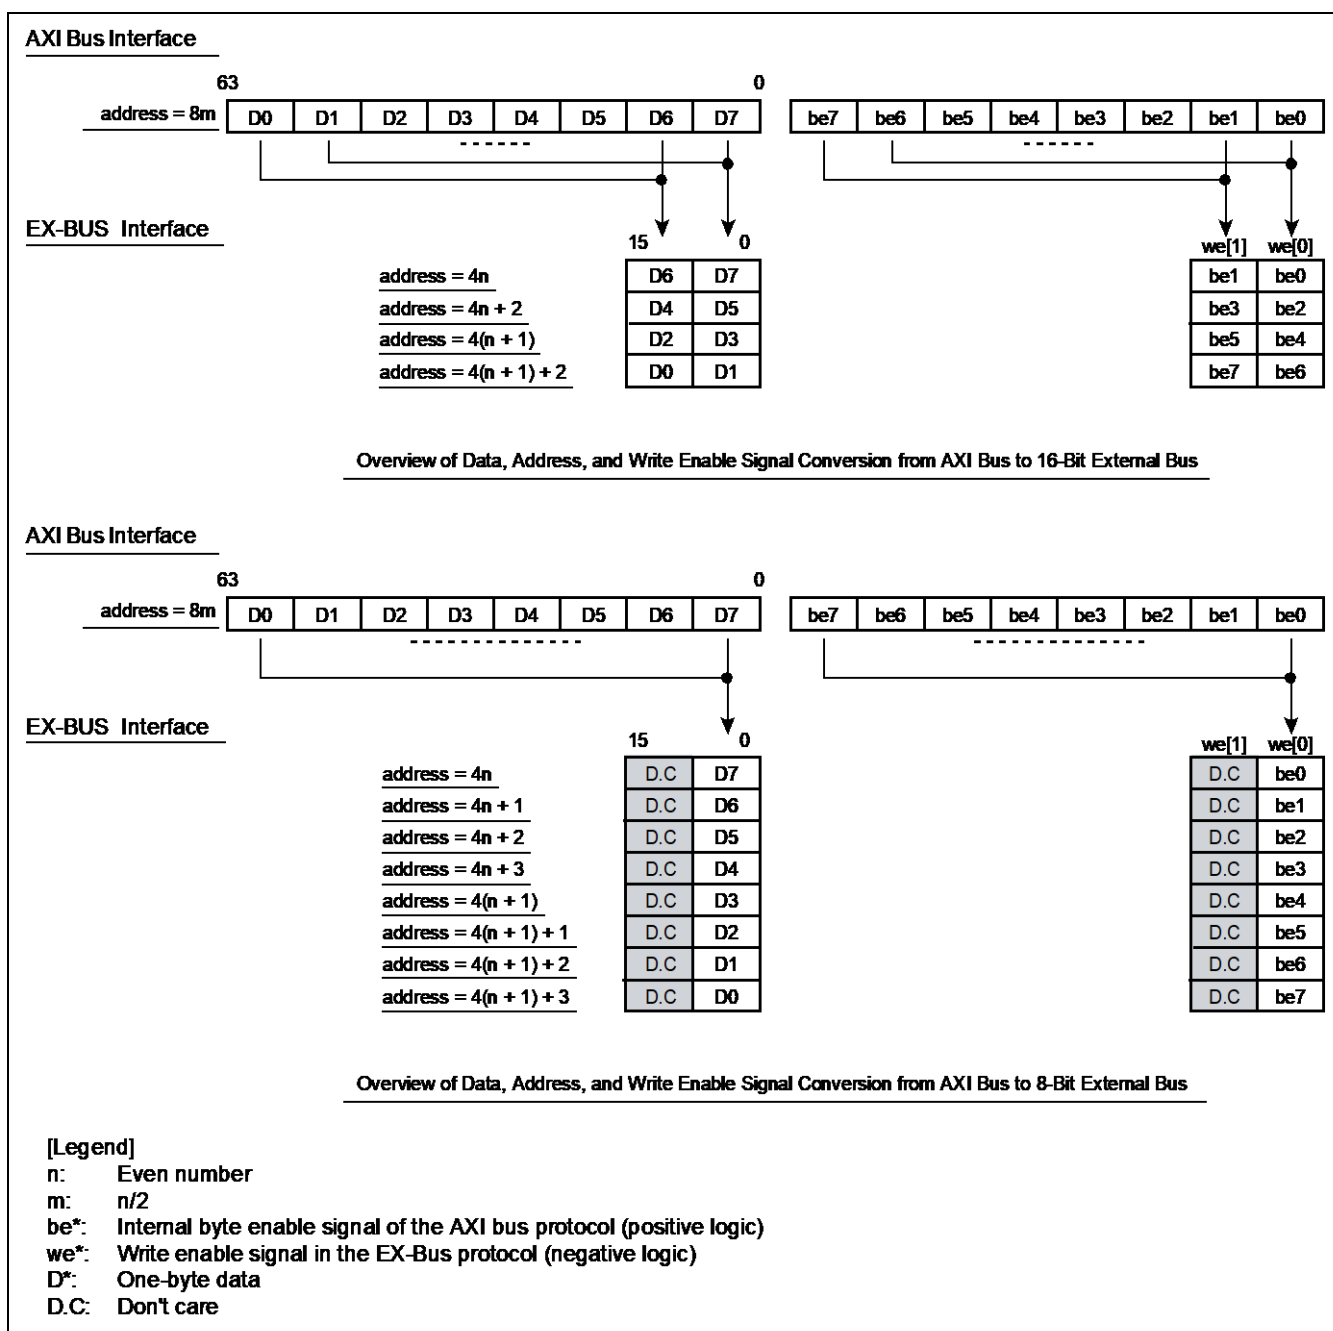 AXI Bus Interface
63 0
address = 8m D0 D1 D2 D3 D4 D5 D6 D7 be7 be6 be5 be4 be3 be2 be1 be0
EX-BUS Interface
15 0 we[1] we[0]
address = 4n D6 D7 be1 be0
address = 4n + 2 D4 D5 be3 be2
address = 4(n + 1) D2 D3 be5 be4
address = 4(n + 1) + 2 D0 D1 be7 be6
Overview of Data, Address, and Write Enable Signal Conversion from AXI Bus to 16-Bit External Bus
AXI Bus Interface
63 0
address = 8m D0 D1 D2 D3 D4 D5 D6 D7 be7 be6 be5 be4 be3 be2 be1 be0
EX-BUS Interface
15 0 we[1] we[0]
address = 4n D.C D7 D.C be0
address = 4n + 1 D.C D6 D.C be1
address = 4n + 2 D.C D5 D.C be2
address = 4n + 3 D.C D4 D.C be3
address = 4(n + 1) D.C D3 D.C be4
address = 4(n + 1) + 1 D.C D2 D.C be5
address = 4(n + 1) + 2 D.C D1 D.C be6
address = 4(n + 1) + 3 D.C D0 D.C be7
Overview of Data, Address, and Write Enable Signal Conversion from AXI Bus to 8-Bit External Bus
[Legend]
n: Even number
m: n/2
be*: Internal byte enable signal of the AXI bus protocol (positive logic)
we*: Write enable signal in the EX-Bus protocol (negative logic)
D*: One-byte data
D.C: Don't care